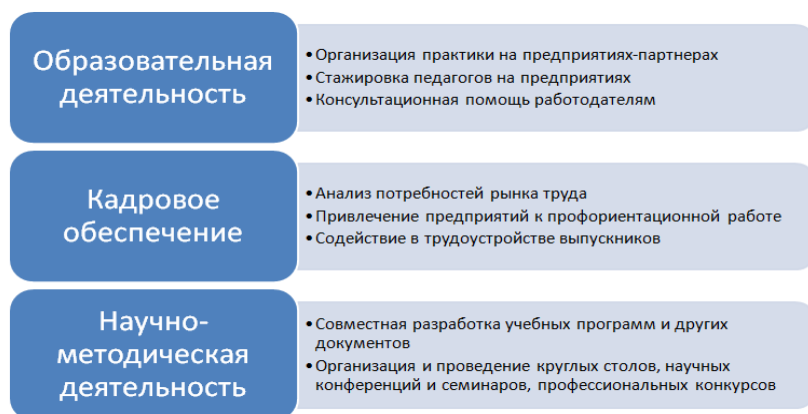 Образовательная
деятельность
• Организация практики на предприятиях-партнерах
• Стажировка педагогов на предприятиях
• Консультационная помощь работодателям
Кадровое
обеспечение
• Анализ потребностей рынка труда
• Привлечение предприятий к профориентационной работе
• Содействие в трудоустройстве выпускников
Научно-
методическая
деятельность
• Совместная разработка учебных программ и других
документов
• Организация и проведение круглых столов, научных
конференций и семинаров, профессиональных конкурсов